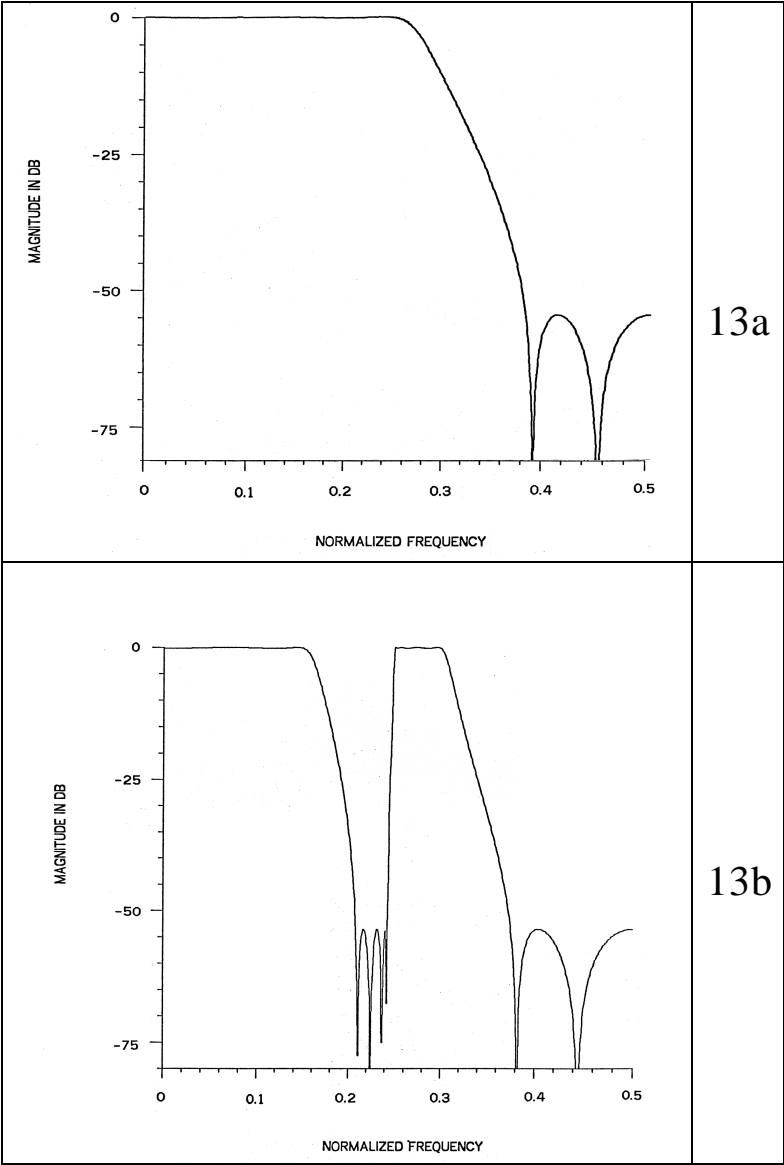 0
-25
-50
-75
MAGNITUDE IN DB
0 0.1 0.2 0.3 0.4 0.5
NORMALIZED FREQUENCY
13a
0
-25
-50
-75
MAGNITUDE IN DB
0 0.1 0.2 0.3 0.4 0.5
NORMALIZED FREQUENCY
13b